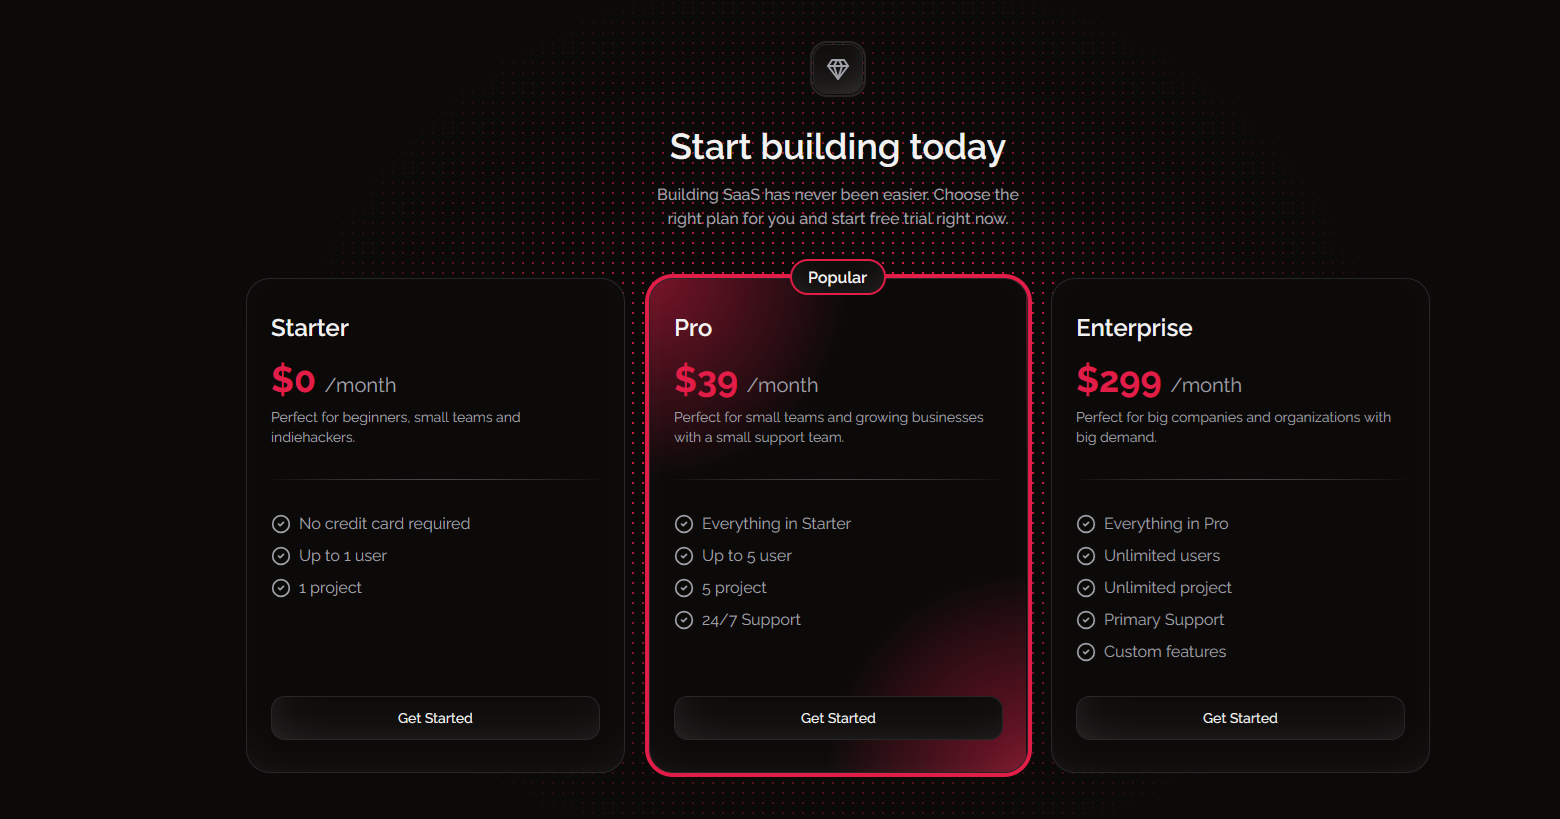 Start building today
Building SaaS has never been easier. Choose the
right plan for you and start free trial right now.
Starter
$0 /month
Perfect for beginners, small teams and
indiehackers.
No credit card required
Up to 1 user
1 project
Get Started
Popular
Pro
$39 /month
Perfect for small teams and growing businesses
with a small support team.
Everything in Starter
Up to 5 user
5 project
24/7 Support
Get Started
Enterprise
$299 /month
Perfect for big companies and organizations with
big demand.
Everything in Pro
Unlimited users
Unlimited project
Primary Support
Custom features
Get Started